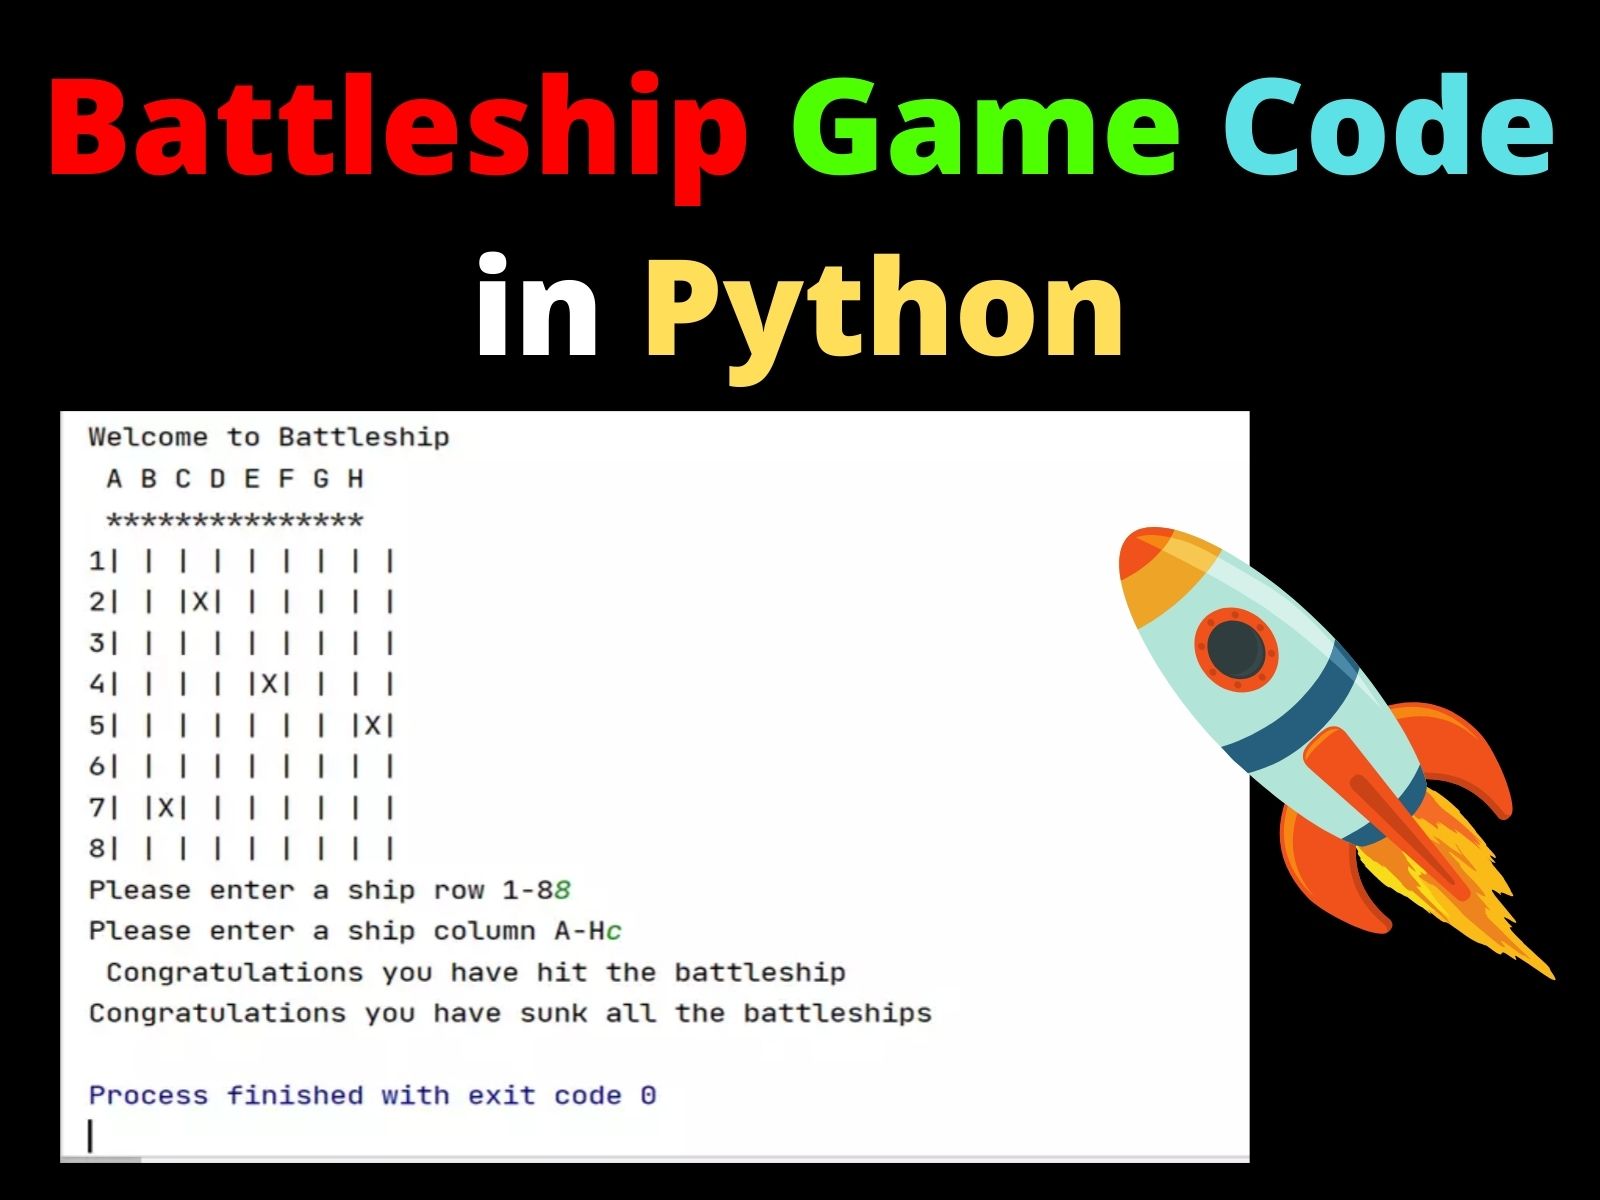 Battleship Game Code
in Python
Welcome to Battleship
 A B C D E F G H
 ***************
1| | | | | | | | |
2| | |X| | | | | |
3| | | | | | | | |
4| | | | |X| | | |
5| | | | | | | |X|
6| | | | | | | | |
7| |X| | | | | | |
8| | | | | | | | |
Please enter a ship row 1-88
Please enter a ship column A-Hc
 Congratulations you have hit the battleship
Congratulations you have sunk all the battleships
Process finished with exit code 0